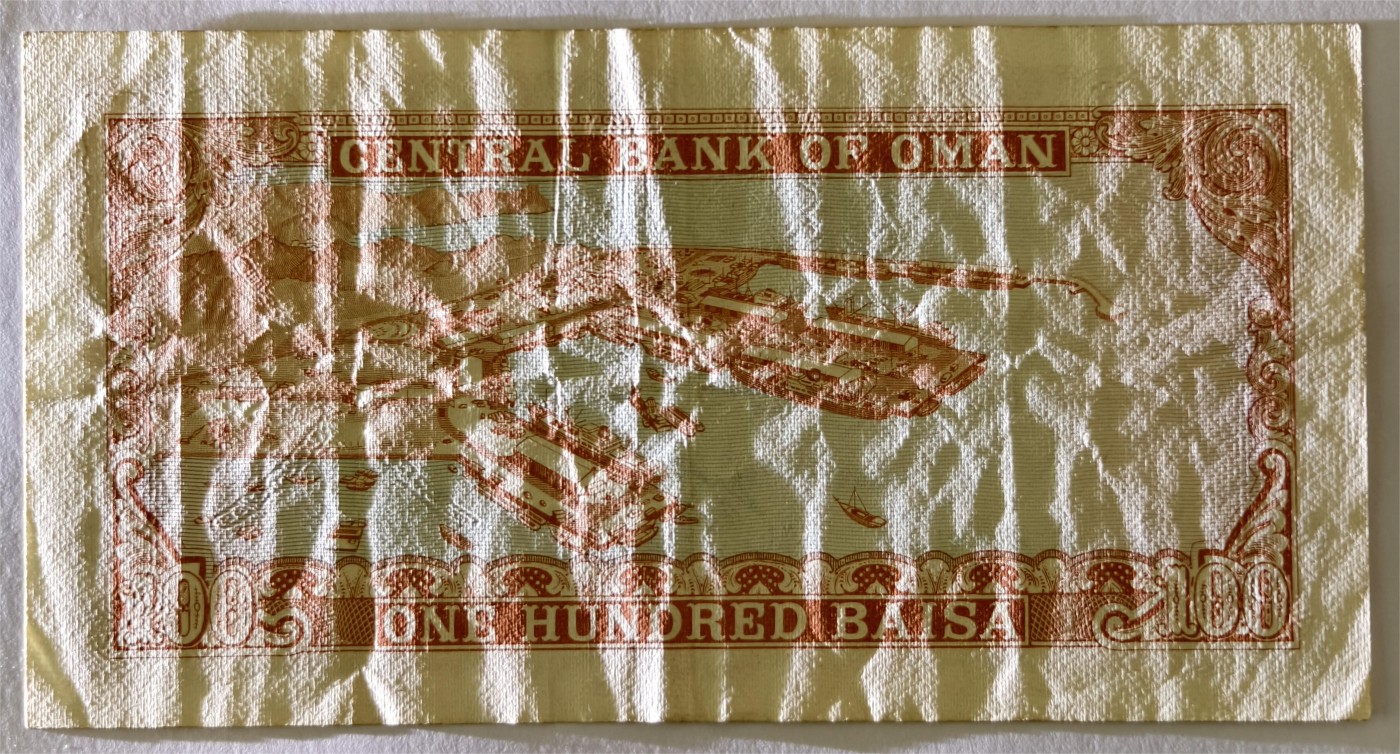 CENTRAL BANK OF OMAN
100
ONE HUNDRED BAISA
100